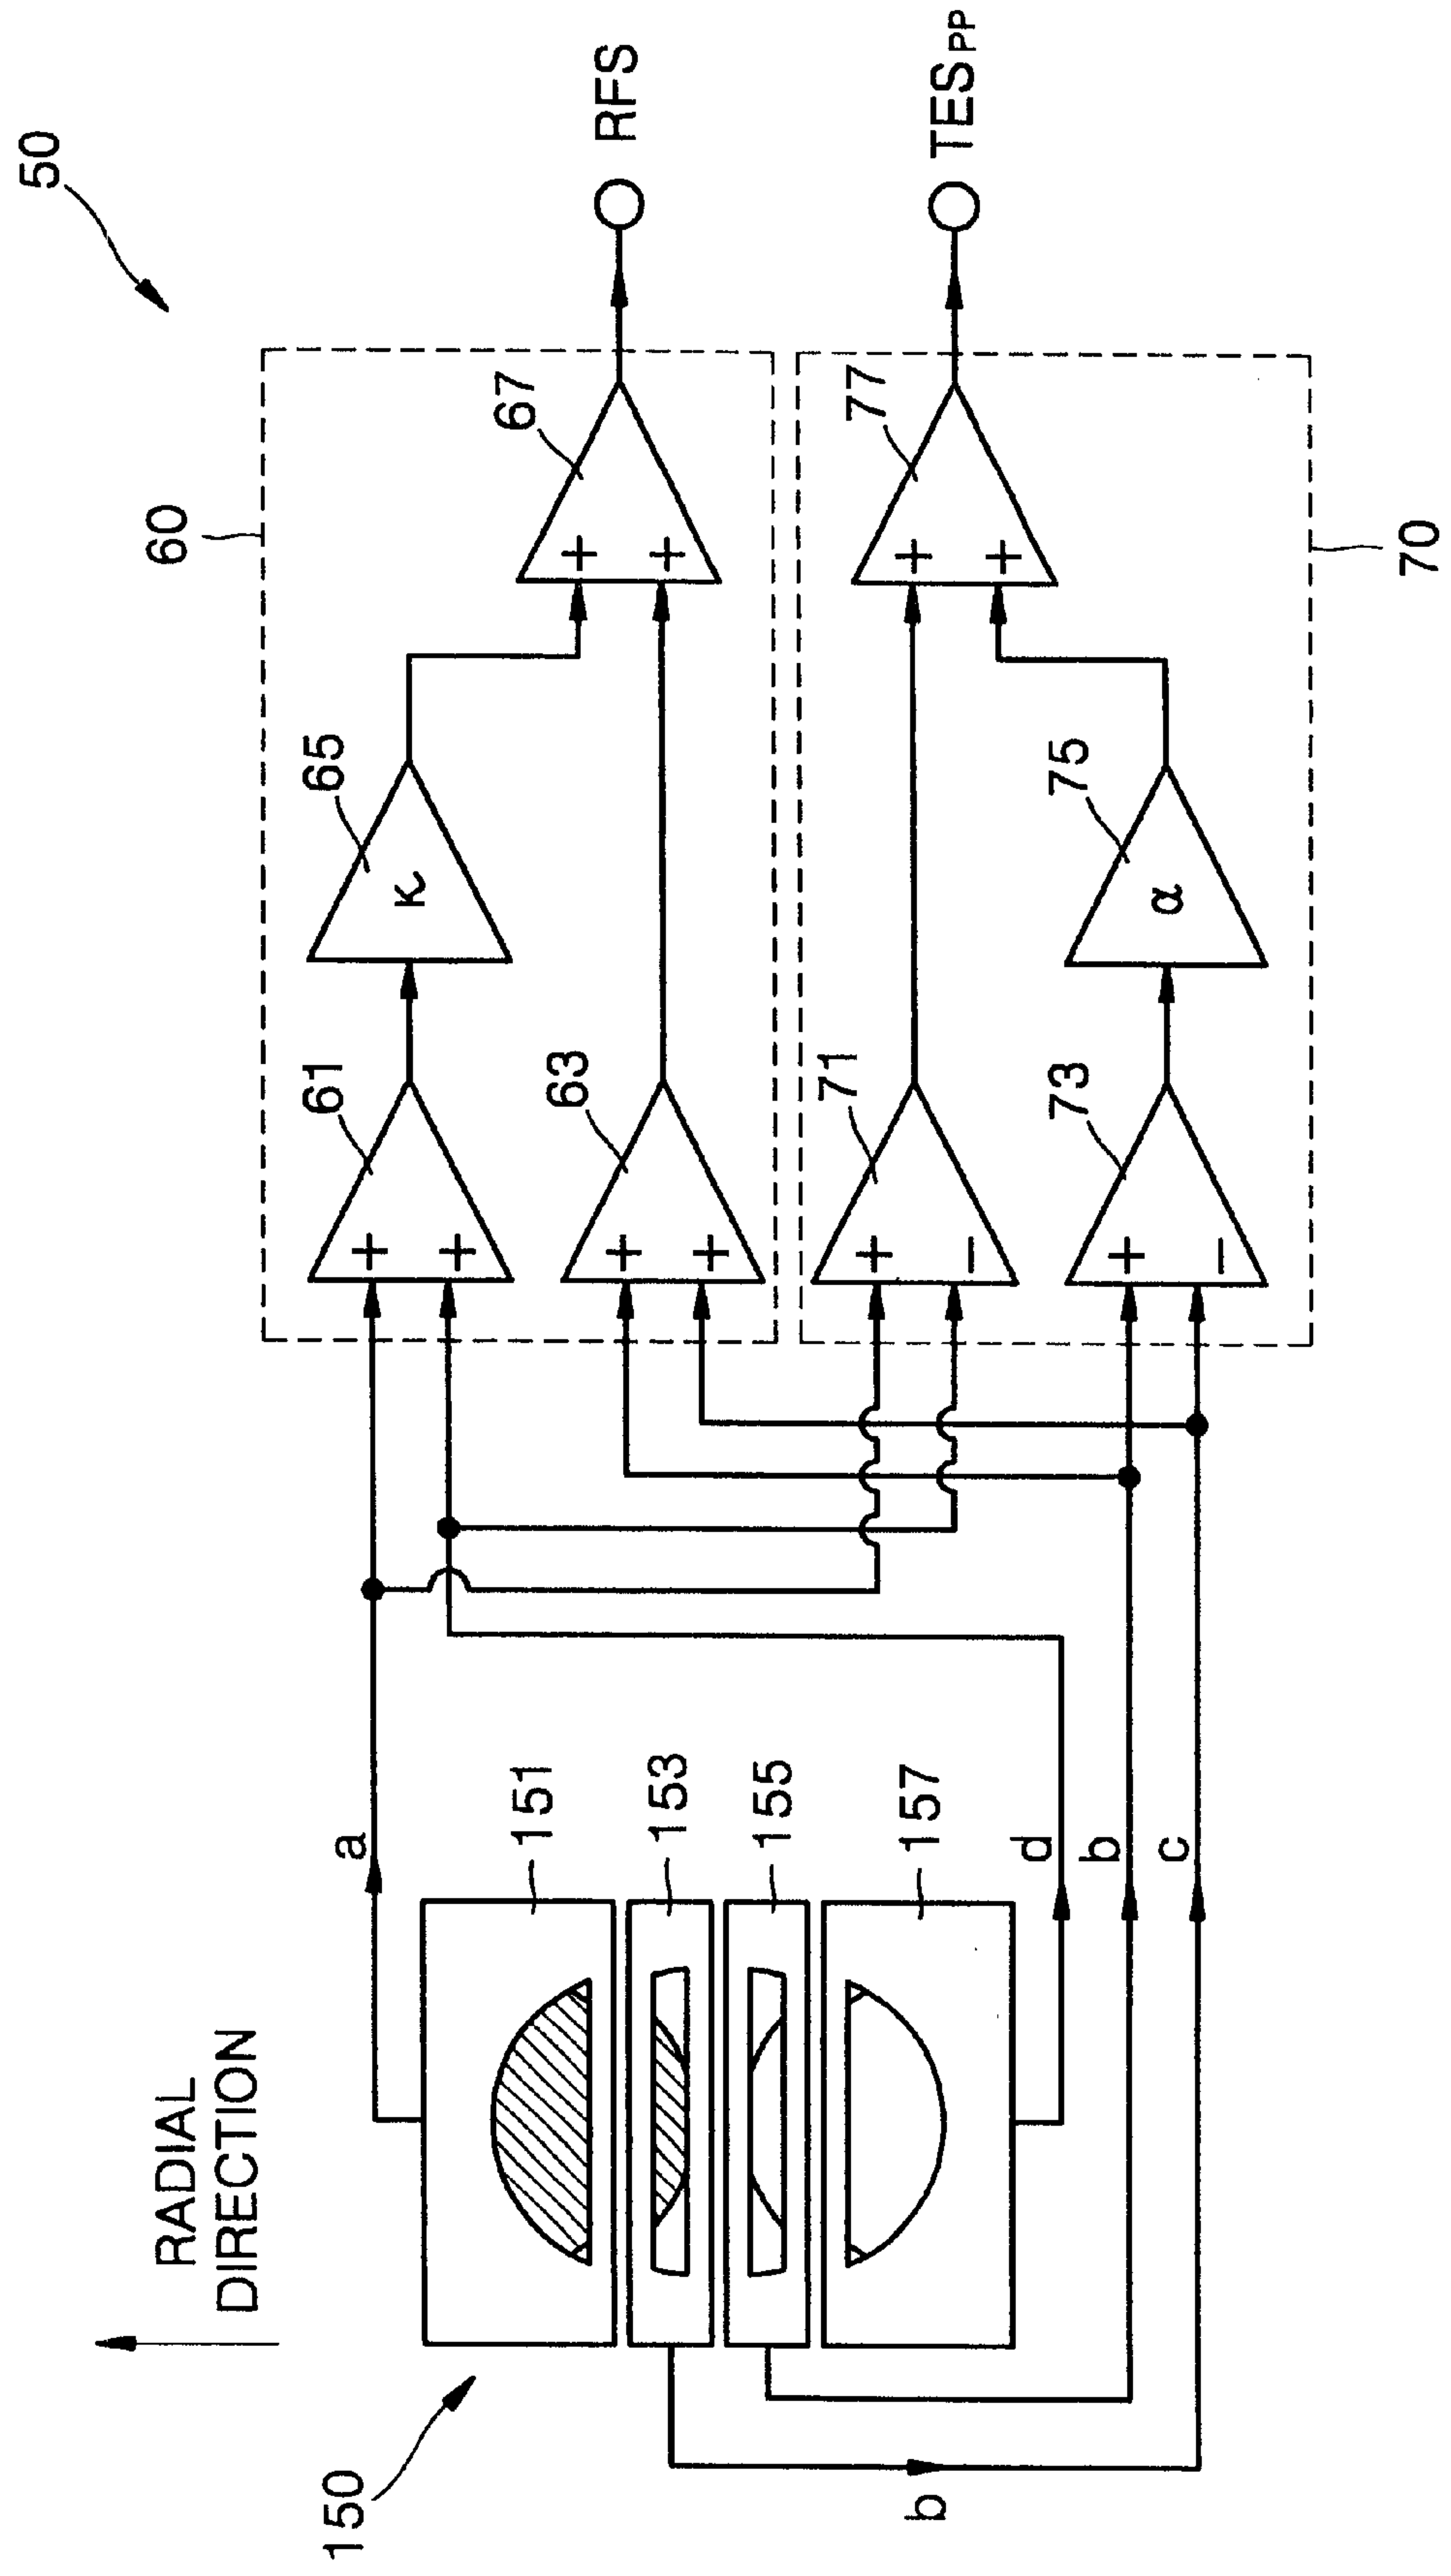 50
60
65
κ
67
+
+
RFS
61
+
+
63
+
+
71
+
−
77
+
+
TESPP
73
+
−
75
α
70
RADIAL
DIRECTION
150
a
151
153
155
157
d
b
c
b